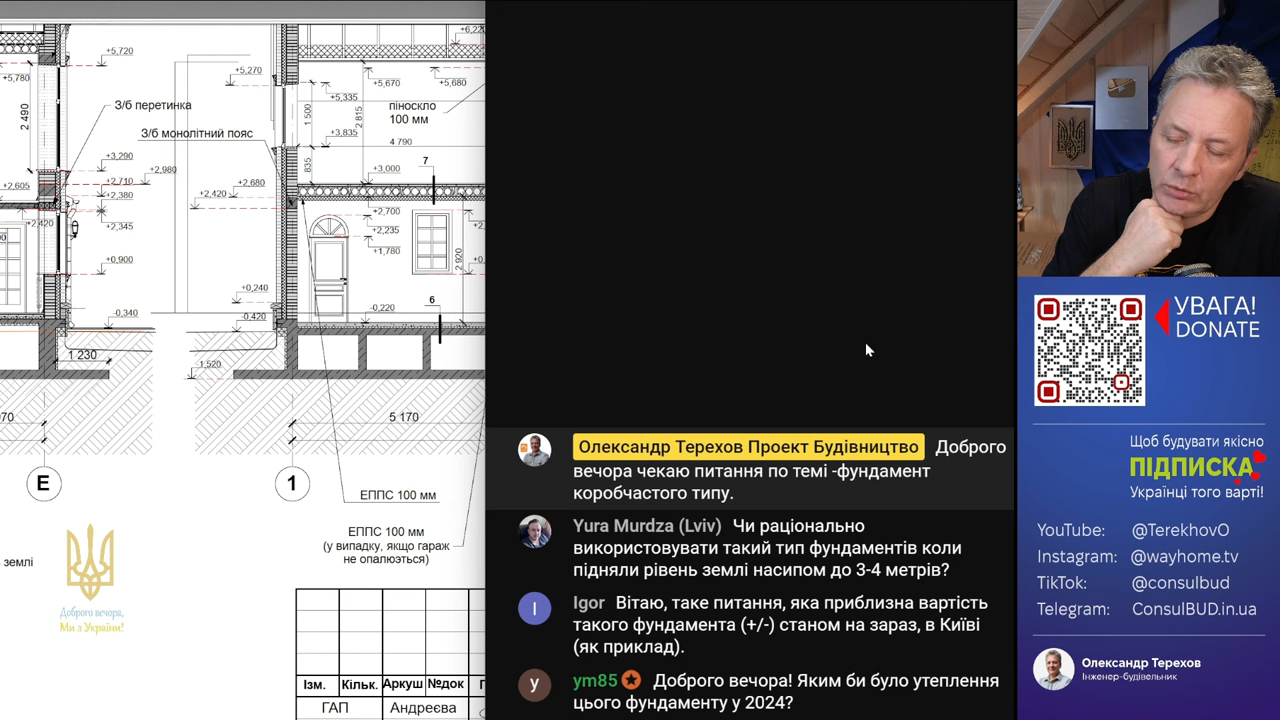 +5,720
+5,780
2 490
З/б перетинка
З/б монолітний пояс
+3,290
+2,980
+2,710
+2,605
+2,380
+2,420
+2,345
+0,900
-0,340
1 230
+5,270
+5,335
1 500
2 815
+3,835
4 790
835
+3,000
+2,680
+2,420
+2,700
+2,235
+1,780
2 920
+0,240
-0,220
-0,420
-1,520
+6,22
+5,670
+5,680
піноскло
100 мм
7
6
070
5 170
Е
1
ЕППС 100 мм
ЕППС 100 мм
(у випадку, якщо гараж
не опалюється)
землі
Доброго вечора,
Ми з України!
Ізм.
Кільк.
Аркуш
№док
ГАП
Андреєва
Олександр Терехов Проект Будівництво Доброго
вечора чекаю питання по темі -фундамент
коробчастого типу.
Yura Murdza (Lviv) Чи раціонально
використовувати такий тип фундаментів коли
підняли рівень землі насипом до 3-4 метрів?
I
Igor Вітаю, таке питання, яка приблизна вартість
такого фундамента (+/-) станом на зараз, в Київі
(як приклад).
y
ym85 Доброго вечора! Яким би було утеплення
цього фундаменту у 2024?
УВАГА!
DONATE
Щоб будувати якісно
ПІДПИСКА
Українці того варті!
YouTube: @TerekhovO
Instagram: @wayhome.tv
TikTok: @consulbud
Telegram: ConsulBUD.in.ua
Олександр Терехов
Інженер-будівельник